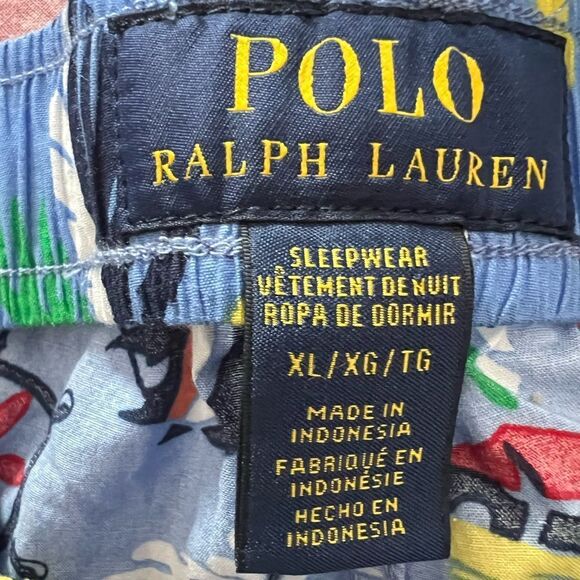 POLO
RALPH LAUREN
SLEEPWEAR
VÊTEMENT DE NUIT
ROPA DE DORMIR
XL/XG/TG
MADE IN
INDONESIA
FABRIQUÉ EN
INDONÉSIE
HECHO EN
INDONESIA